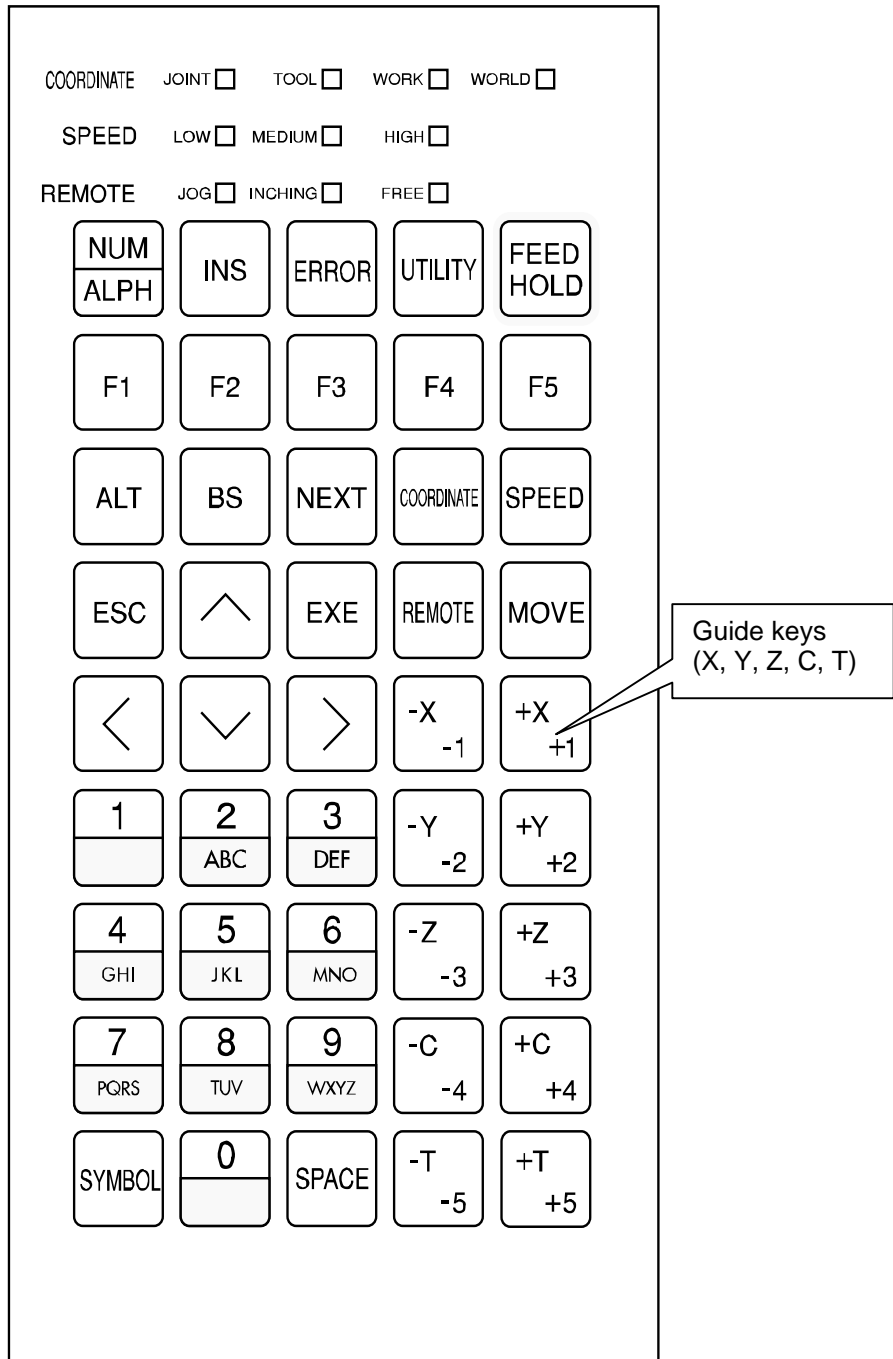 COORDINATE JOINT TOOL WORK WORLD
SPEED LOW MEDIUM HIGH
REMOTE JOG INCHING FREE
NUM
ALPH
INS
ERROR
UTILITY
FEED
HOLD
F1 F2 F3 F4 F5
ALT BS NEXT COORDINATE SPEED
ESC EXE REMOTE MOVE
Guide keys
(X, Y, Z, C, T)
-X +X
-1 +1
1 2 3 -Y +Y
ABC DEF -2 +2
4 5 6 -Z +Z
GHI JKL MNO -3 +3
7 8 9 -C +C
PQRS TUV WXYZ -4 +4
SYMBOL 0 SPACE -T +T
-5 +5